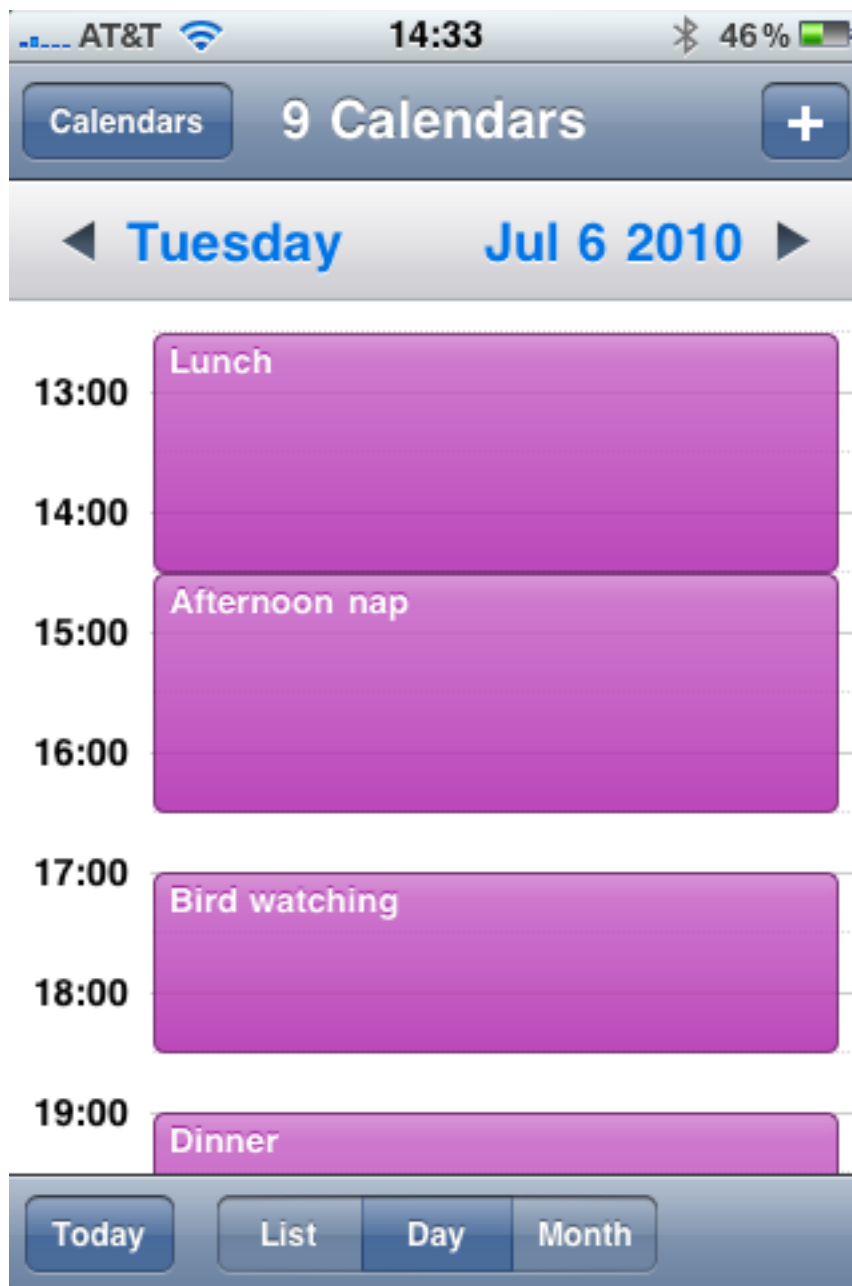 AT&T 14:33 46%
Calendars 9 Calendars +
Tuesday Jul 6 2010
Lunch
13:00
14:00
Afternoon nap
15:00
16:00
17:00
Bird watching
18:00
19:00
Dinner
Today List Day Month